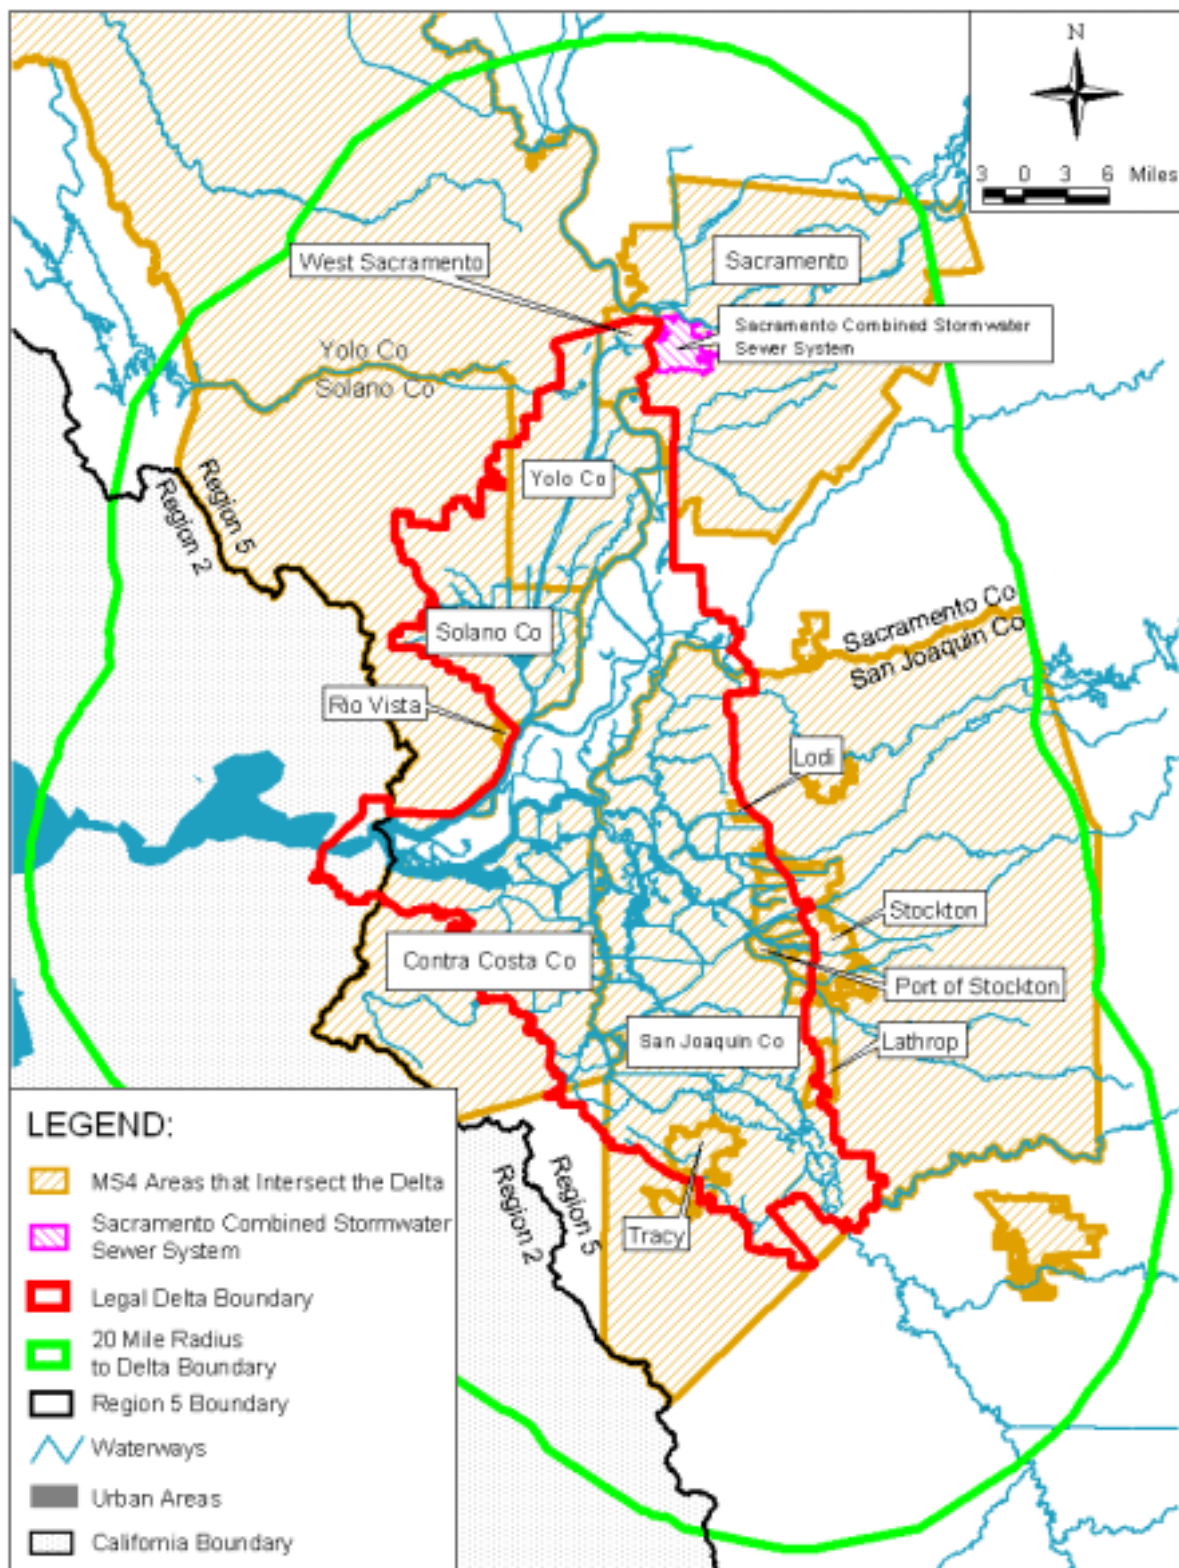 N
3 0 3 6 Miles
West Sacramento
Sacramento
Sacramento Combined Stormwater
Sewer System
Yolo Co
Solano Co
Region 5
Region 2
Yolo Co
Solano Co
Sacramento Co
San Joaquin Co
Rio Vista
Lodi
Stockton
Contra Costa Co
Port of Stockton
San Joaquin Co
Lathrop
Tracy
Region 5
Region 2
LEGEND:
MS4 Areas that Intersect the Delta
Sacramento Combined Stormwater
Sewer System
Legal Delta Boundary
20 Mile Radius
to Delta Boundary
Region 5 Boundary
Waterways
Urban Areas
California Boundary